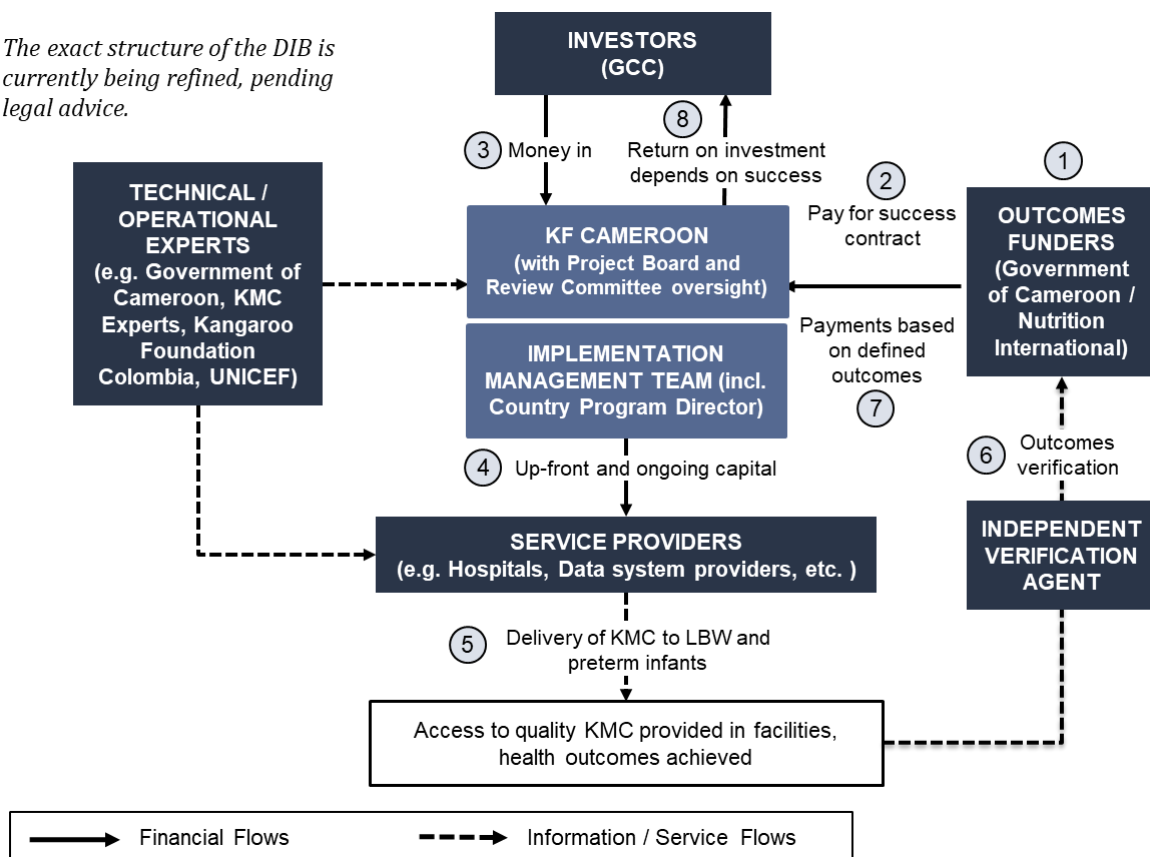 The exact structure of the DIB is
currently being refined, pending
legal advice.
INVESTORS
(GCC)
3
Money in
8
Return on investment
depends on success
1
2
Pay for success
contract
TECHNICAL /
OPERATIONAL
EXPERTS
(e.g. Government of
Cameroon, KMC
Experts, Kangaroo
Foundation
Colombia, UNICEF)
KF CAMEROON
(with Project Board and
Review Committee oversight)
OUTCOMES
FUNDERS
(Government
of Cameroon /
Nutrition
International)
IMPLEMENTATION
MANAGEMENT TEAM (incl.
Country Program Director)
Payments based
on defined
outcomes
7
4
Up-front and ongoing capital
6
Outcomes
verification
SERVICE PROVIDERS
(e.g. Hospitals, Data system providers, etc. )
INDEPENDENT
VERIFICATION
AGENT
5
Delivery of KMC to LBW and
preterm infants
Access to quality KMC provided in facilities,
health outcomes achieved
Financial Flows
Information / Service Flows